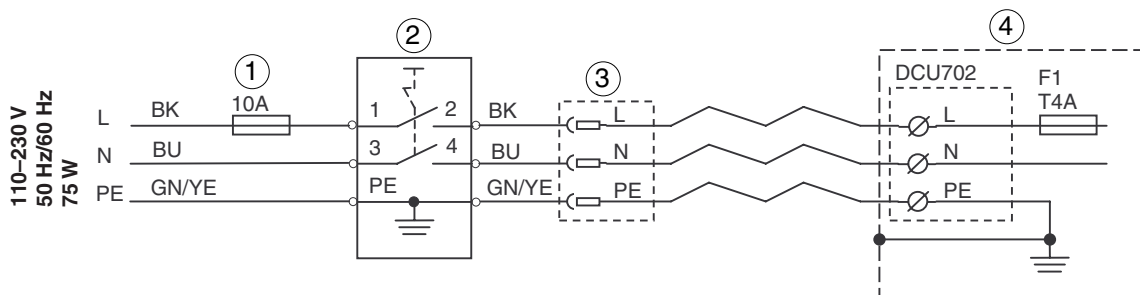 110–230 V
50 Hz/60 Hz
75 W
1
2
3
4
10A
DCU702
F1
T4A
L
BK
1
2
BK
L
L
N
BU
3
4
BU
N
N
PE
GN/YE
PE
GN/YE
PE
PE